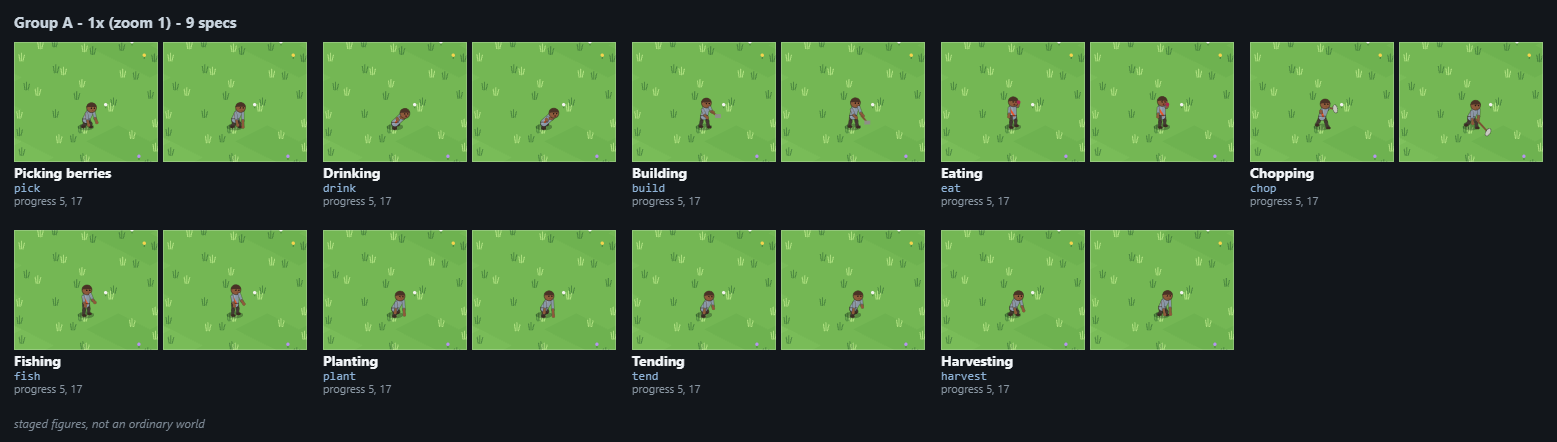 Group A - 1x (zoom 1) - 9 specs
Picking berries
pick
progress 5, 17
Drinking
drink
progress 5, 17
Building
build
progress 5, 17
Eating
eat
progress 5, 17
Chopping
chop
progress 5, 17
Fishing
fish
progress 5, 17
Planting
plant
progress 5, 17
Tending
tend
progress 5, 17
Harvesting
harvest
progress 5, 17
staged figures, not an ordinary world